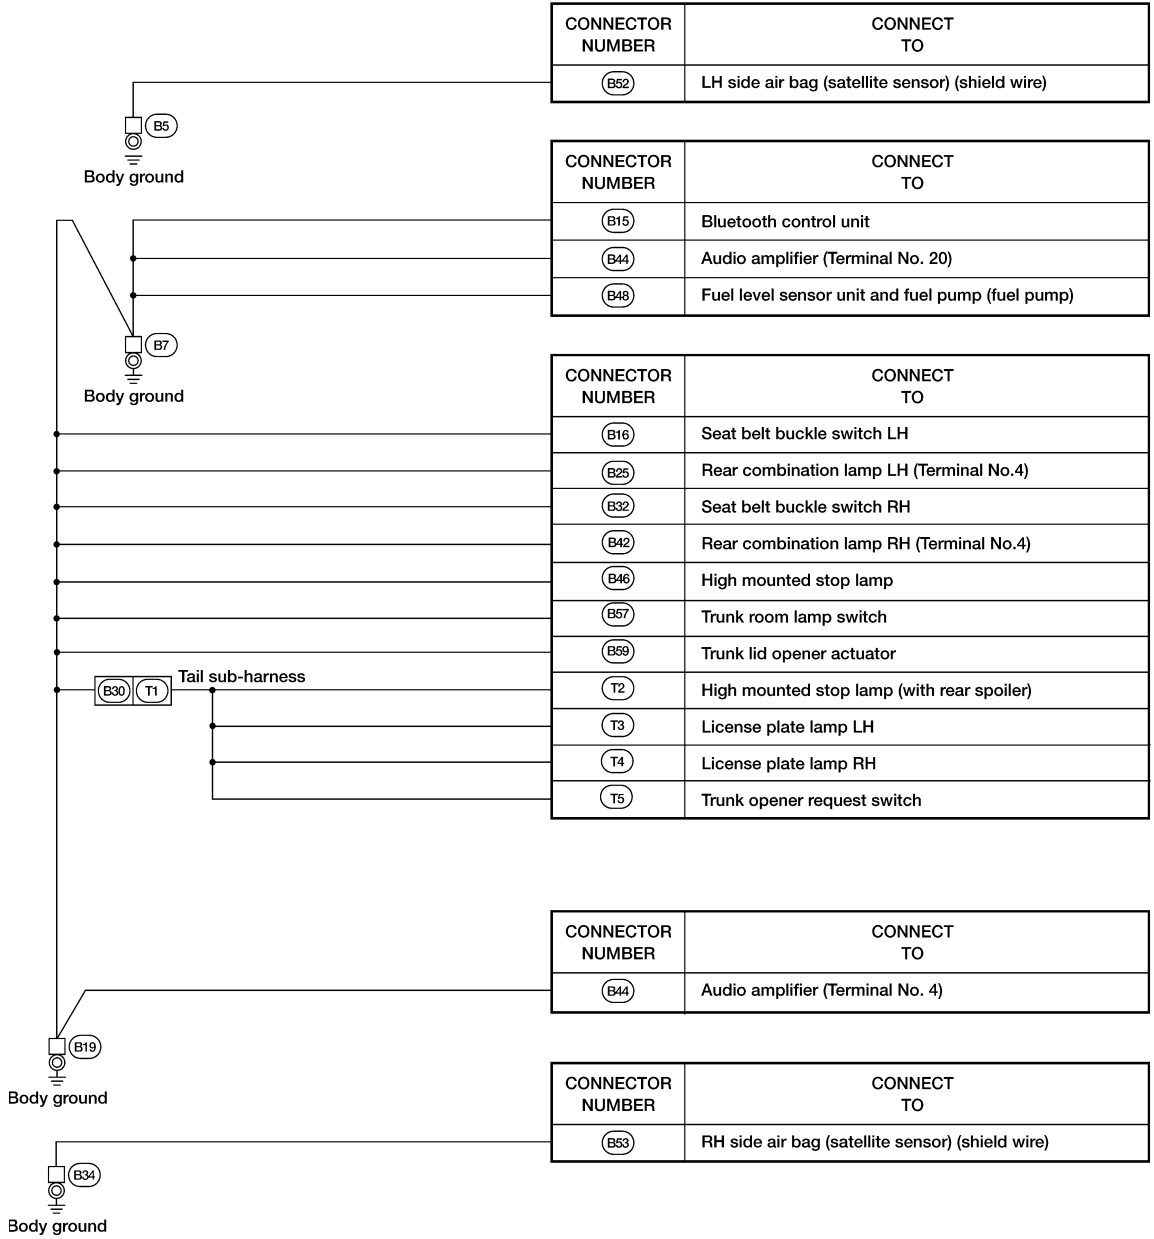 CONNECTOR NUMBER CONNECT TO
B52 LH side air bag (satellite sensor) (shield wire)
B5
Body ground
CONNECTOR NUMBER CONNECT TO
B15 Bluetooth control unit
B44 Audio amplifier (Terminal No. 20)
B48 Fuel level sensor unit and fuel pump (fuel pump)
B7
Body ground
CONNECTOR NUMBER CONNECT TO
B16 Seat belt buckle switch LH
B25 Rear combination lamp LH (Terminal No.4)
B32 Seat belt buckle switch RH
B42 Rear combination lamp RH (Terminal No.4)
B46 High mounted stop lamp
B57 Trunk room lamp switch
B59 Trunk lid opener actuator
Tail sub-harness
B30 T1
T2 High mounted stop lamp (with rear spoiler)
T3 License plate lamp LH
T4 License plate lamp RH
T5 Trunk opener request switch
CONNECTOR NUMBER CONNECT TO
B44 Audio amplifier (Terminal No. 4)
B19
Body ground
CONNECTOR NUMBER CONNECT TO
B53 RH side air bag (satellite sensor) (shield wire)
B34
Body ground